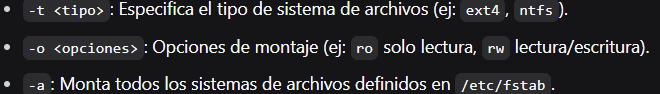 -t <tipo>: Especifica el tipo de sistema de archivos (ej: ext4, ntfs).
-o <opciones>: Opciones de montaje (ej: ro solo lectura, rw lectura/escritura).
-a: Monta todos los sistemas de archivos definidos en /etc/fstab.